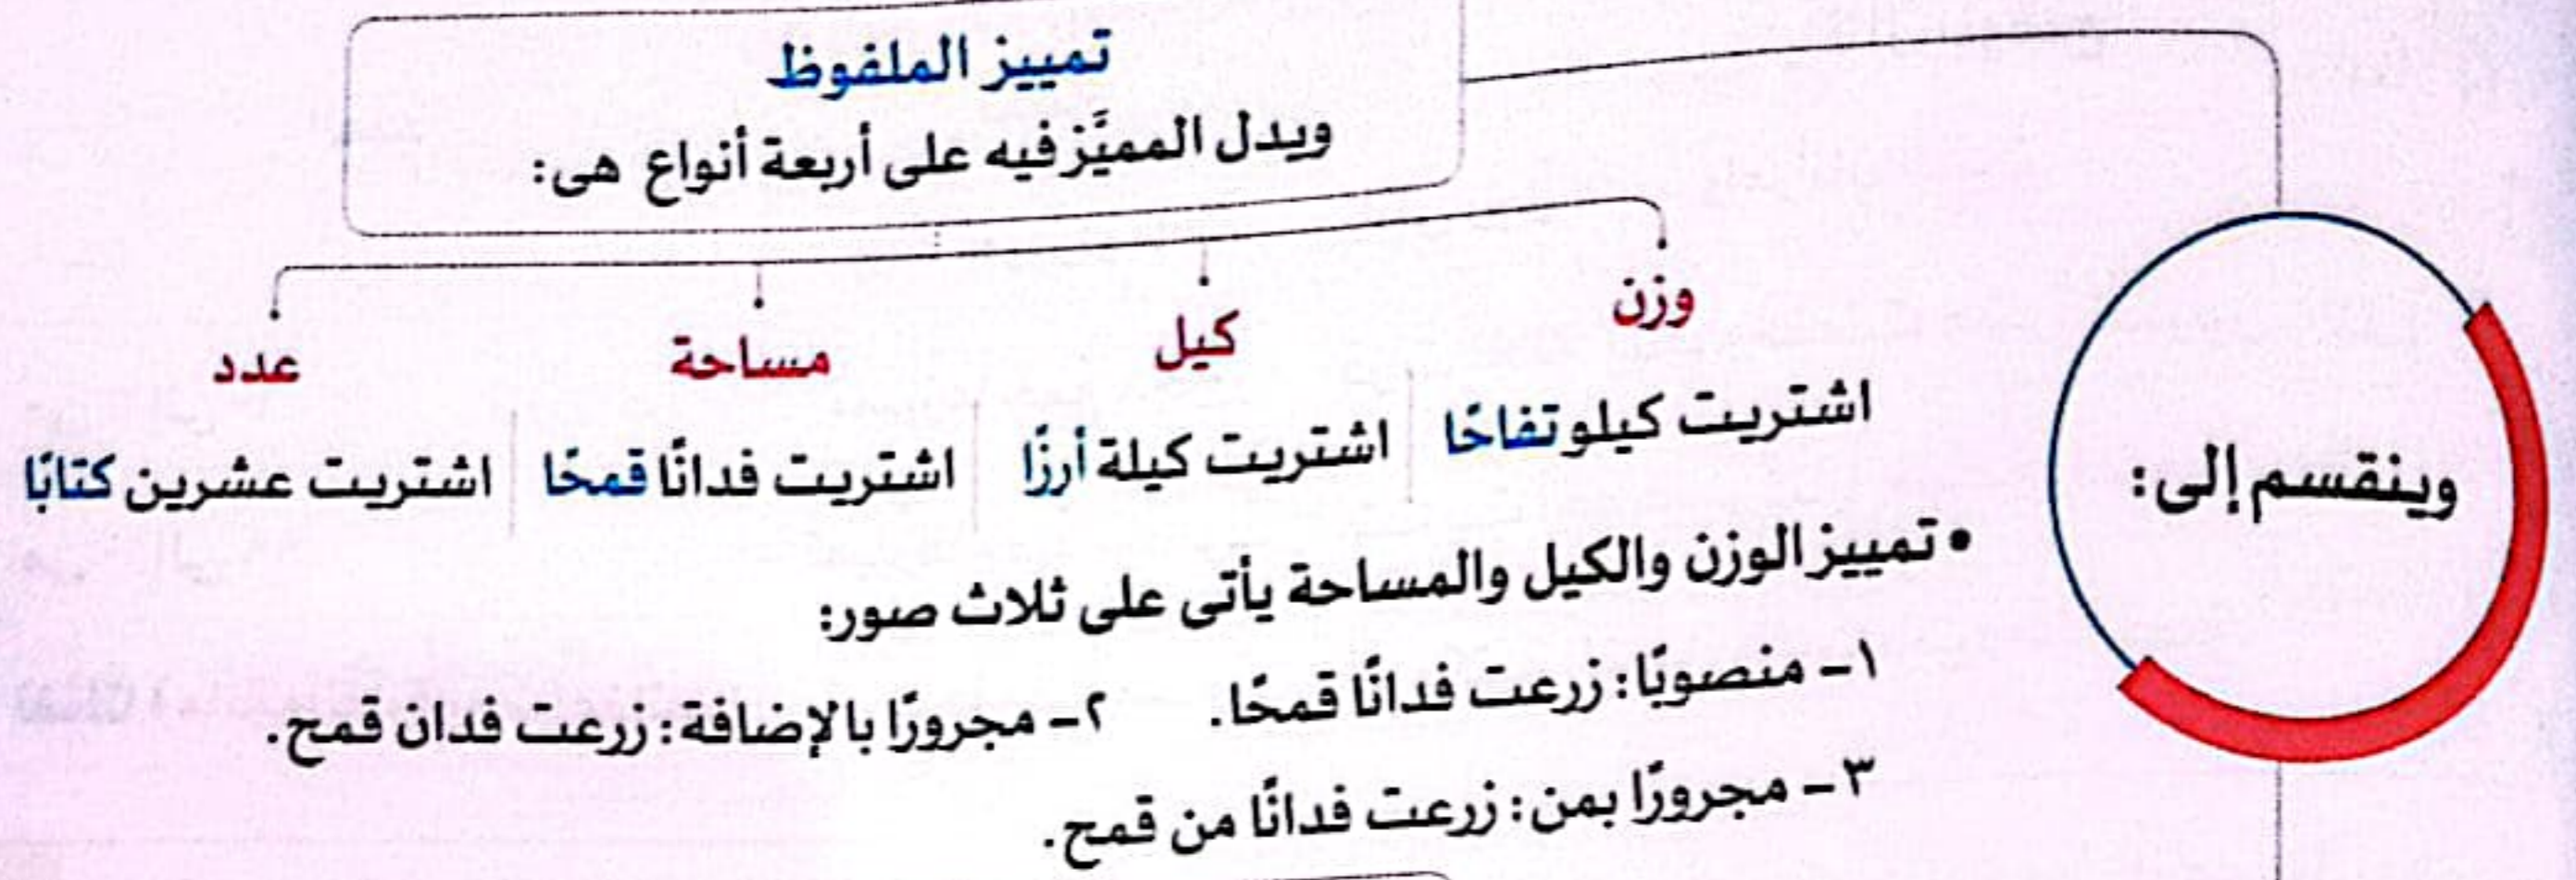 تمييز الملفوظ
ويدل المميَّز فيه على أربعة أنواع هى:
وينقسم إلى:
وزن
كيل
مساحة
عدد
اشتريت كيلو تفاحًا
اشتريت كيلة أرزًا
اشتريت فدانًا قمحًا
اشتريت عشرين كتابًا
• تمييز الوزن والكيل والمساحة يأتى على ثلاث صور:
١- منصوبًا: زرعت فدانًا قمحًا. ٢- مجرورًا بالإضافة: زرعت فدان قمح.
٣- مجرورًا بمن: زرعت فدانًا من قمح.